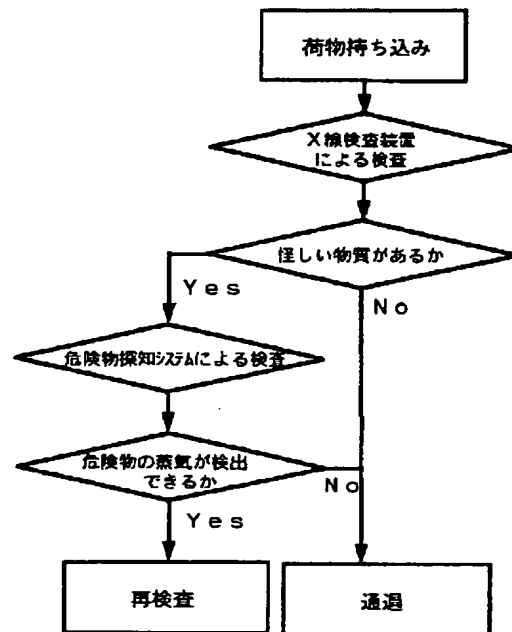 荷物持ち込み
X線検査装置
による検査
怪しい物質があるか
Yes
No
危険物探知システムによる検査
危険物の蒸気が検出
できるか
No
Yes
再検査
通過